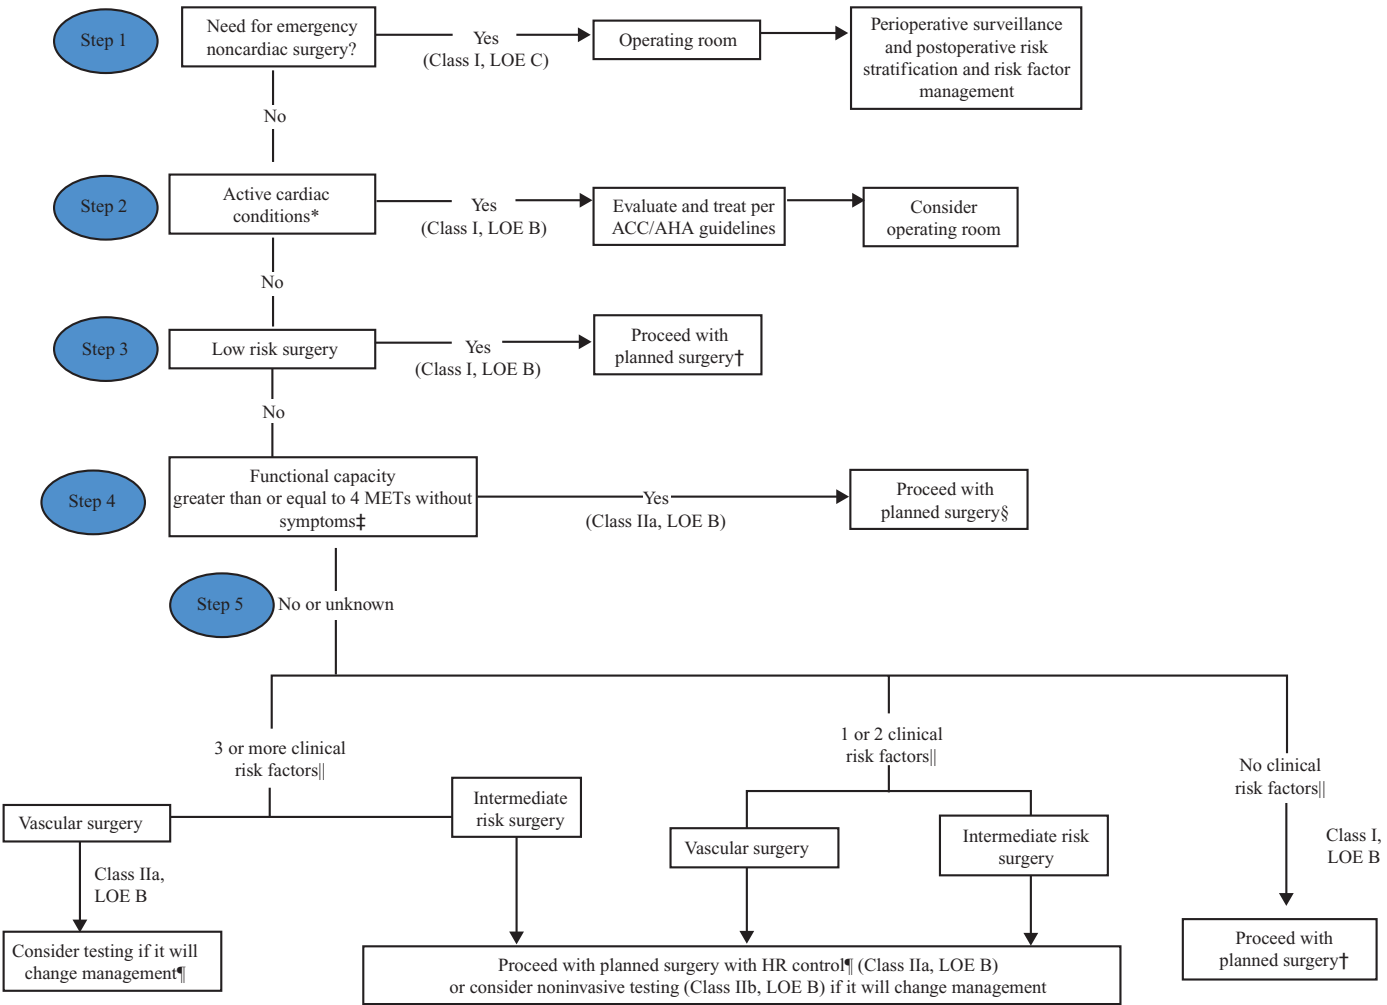 Step 1
Need for emergency
noncardiac surgery?
Yes
(Class I, LOE C)
Operating room
Perioperative surveillance
and postoperative risk
stratification and risk factor
management
No
Step 2
Active cardiac
conditions*
Yes
(Class I, LOE B)
Evaluate and treat per
ACC/AHA guidelines
Consider
operating room
No
Step 3
Low risk surgery
Yes
(Class I, LOE B)
Proceed with
planned surgery†
No
Step 4
Functional capacity
greater than or equal to 4 METs without
symptoms‡
Yes
(Class IIa, LOE B)
Proceed with
planned surgery§
Step 5
No or unknown
3 or more clinical
risk factors||
1 or 2 clinical
risk factors||
No clinical
risk factors||
Vascular surgery
Intermediate
risk surgery
Vascular surgery
Intermediate risk
surgery
Class I,
LOE B
Class IIa,
LOE B
Consider testing if it will
change management¶
Proceed with planned surgery with HR control¶ (Class IIa, LOE B)
or consider noninvasive testing (Class IIb, LOE B) if it will change management
Proceed with
planned surgery†